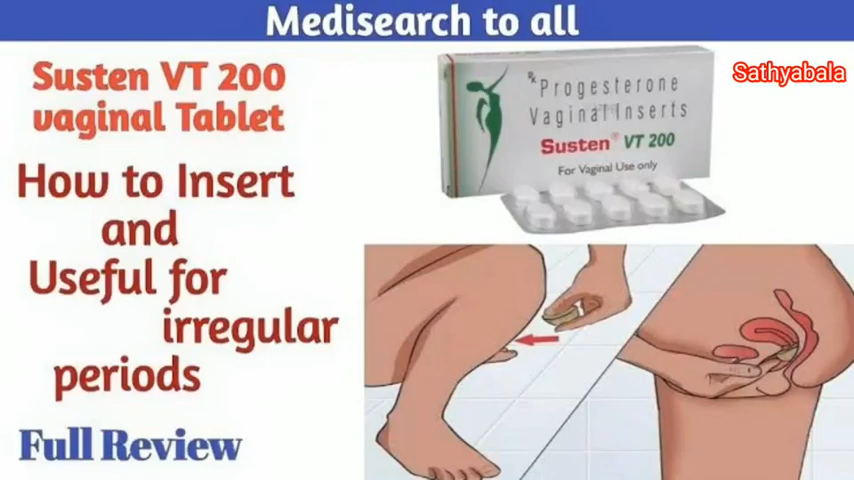 Medisearch to all
Susten VT 200
vaginal Tablet
How to Insert
and
Useful for
irregular
periods
Full Review
Sathyabala
Rx Progesterone
Vaginal Inserts
Susten® VT 200
For Vaginal Use only